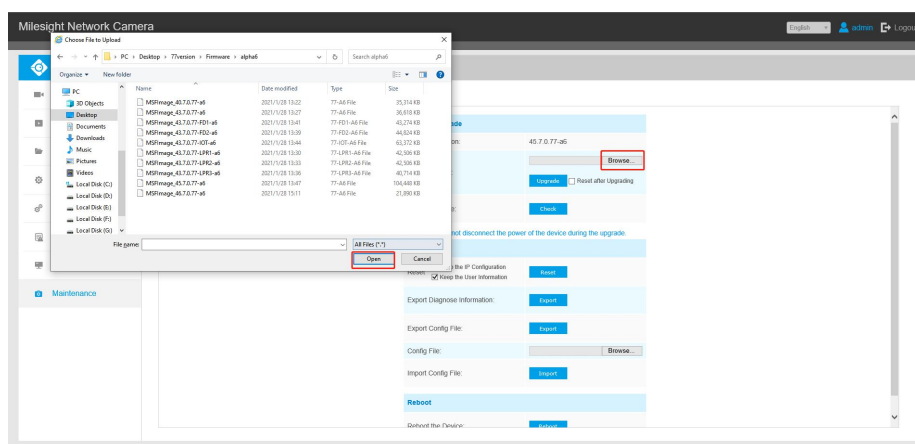 Milesight Network Camera
English
admin
Logou
Choose File to Upload
PC > Desktop > 77version > Firmware > alpha6
Search alpha6
Organize
New folder
Name Date modified Type Size
PC
3D Objects
Desktop
Documents
Downloads
Music
Pictures
Videos
Local Disk (C:)
Local Disk (D:)
Local Disk (E:)
Local Disk (F:)
Local Disk (G:)
MSFImage_40.7.0.77-a6 2021/1/28 13:22 77-A6 File 35,314 KB
MSFImage_43.7.0.77-a6 2021/1/28 13:27 77-A6 File 36,618 KB
MSFImage_43.7.0.77-FD1-a6 2021/1/28 13:41 77-FD1-A6 File 43,274 KB
MSFImage_43.7.0.77-FD2-a6 2021/1/28 13:39 77-FD2-A6 File 44,824 KB
MSFImage_43.7.0.77-IOT-a6 2021/1/28 13:44 77-IOT-A6 File 63,372 KB
MSFImage_43.7.0.77-LPR1-a6 2021/1/28 13:30 77-LPR1-A6 File 42,506 KB
MSFImage_43.7.0.77-LPR2-a6 2021/1/28 13:33 77-LPR2-A6 File 42,506 KB
MSFImage_43.7.0.77-LPR3-a6 2021/1/28 13:36 77-LPR3-A6 File 40,714 KB
MSFImage_45.7.0.77-a6 2021/1/28 13:47 77-A6 File 104,448 KB
MSFImage_46.7.0.77-a6 2021/1/28 15:11 77-A6 File 21,890 KB
File name:
All Files (*.*)
Open
Cancel
Maintenance
ade
on: 45.7.0.77-a6
Browse...
Upgrade Reset after Upgrading
Check
not disconnect the power of the device during the upgrade.
the IP Configuration
Keep the User Information
Reset
Export Diagnose Information: Export
Export Config File: Export
Config File: Browse...
Import Config File: Import
Reboot
Reboot the Device: Reboot